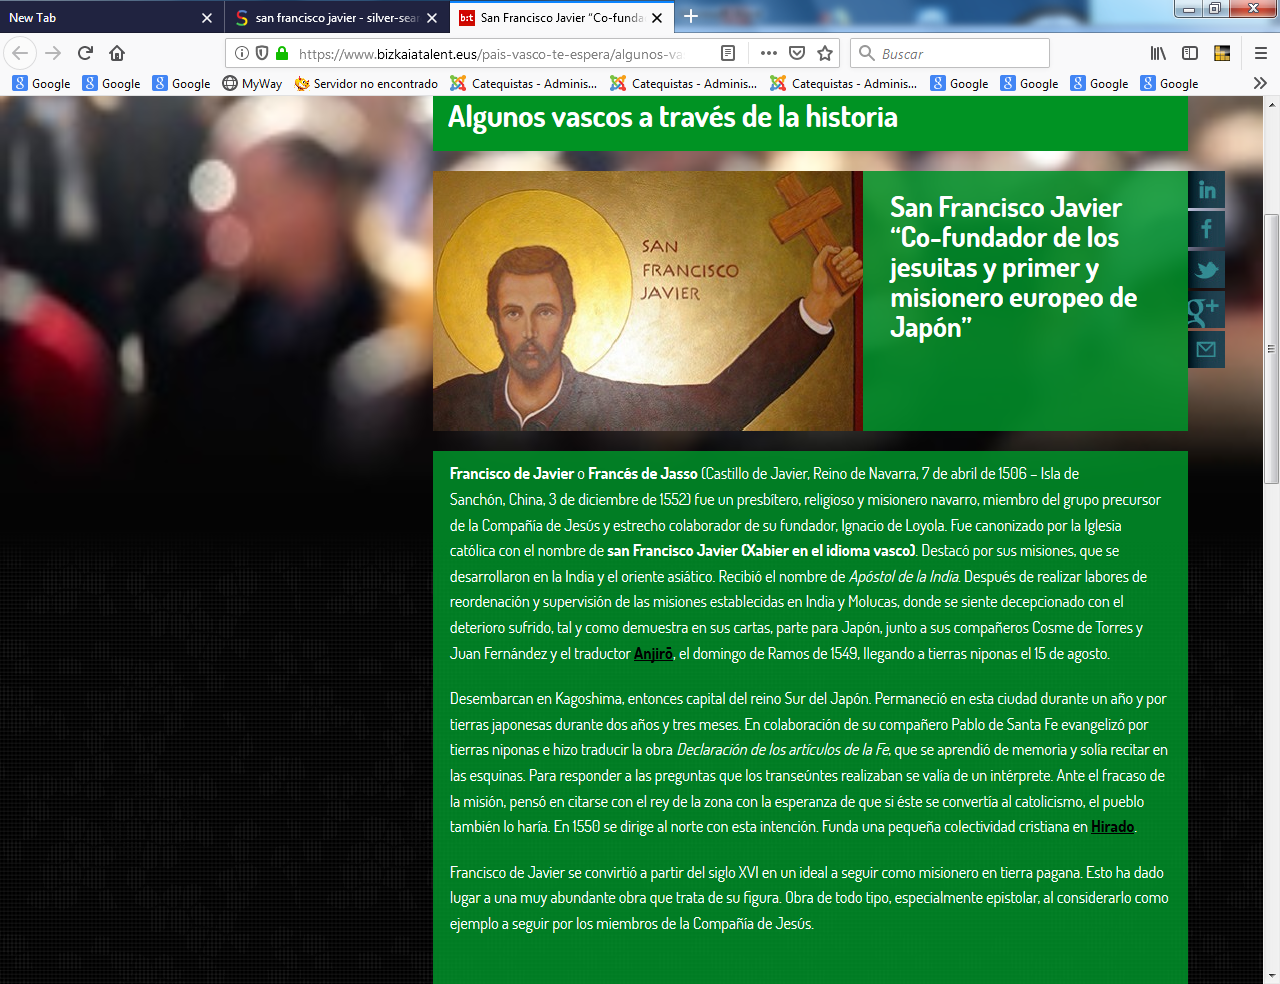 New Tab
san francisco javier - silver-sear
b:t San Francisco Javier “Co-funda
https://www.bizkaiatalent.eus/pais-vasco-te-espera/algunos-va
Buscar
Google Google Google MyWay Servidor no encontrado Catequistas - Adminis... Catequistas - Adminis... Catequistas - Adminis... Google Google Google Google
Algunos vascos a través de la historia
SAN
FRANCISCO
JAVIER
San Francisco Javier
“Co-fundador de los
jesuitas y primer y
misionero europeo de
Japón”
Francisco de Javier o Francés de Jasso (Castillo de Javier, Reino de Navarra, 7 de abril de 1506 – Isla de
Sanchón, China, 3 de diciembre de 1552) fue un presbítero, religioso y misionero navarro, miembro del grupo precursor
de la Compañía de Jesús y estrecho colaborador de su fundador, Ignacio de Loyola. Fue canonizado por la Iglesia
católica con el nombre de san Francisco Javier (Xabier en el idioma vasco). Destacó por sus misiones, que se
desarrollaron en la India y el oriente asiático. Recibió el nombre de Apóstol de la India. Después de realizar labores de
reordenación y supervisión de las misiones establecidas en India y Molucas, donde se siente decepcionado con el
deterioro sufrido, tal y como demuestra en sus cartas, parte para Japón, junto a sus compañeros Cosme de Torres y
Juan Fernández y el traductor Anjirō, el domingo de Ramos de 1549, llegando a tierras niponas el 15 de agosto.
Desembarcan en Kagoshima, entonces capital del reino Sur del Japón. Permaneció en esta ciudad durante un año y por
tierras japonesas durante dos años y tres meses. En colaboración de su compañero Pablo de Santa Fe evangelizó por
tierras niponas e hizo traducir la obra Declaración de los artículos de la Fe, que se aprendió de memoria y solía recitar en
las esquinas. Para responder a las preguntas que los transeúntes realizaban se valía de un intérprete. Ante el fracaso de
la misión, pensó en citarse con el rey de la zona con la esperanza de que si éste se convertía al catolicismo, el pueblo
también lo haría. En 1550 se dirige al norte con esta intención. Funda una pequeña colectividad cristiana en Hirado.
Francisco de Javier se convirtió a partir del siglo XVI en un ideal a seguir como misionero en tierra pagana. Esto ha dado
lugar a una muy abundante obra que trata de su figura. Obra de todo tipo, especialmente epistolar, al considerarlo como
ejemplo a seguir por los miembros de la Compañía de Jesús.